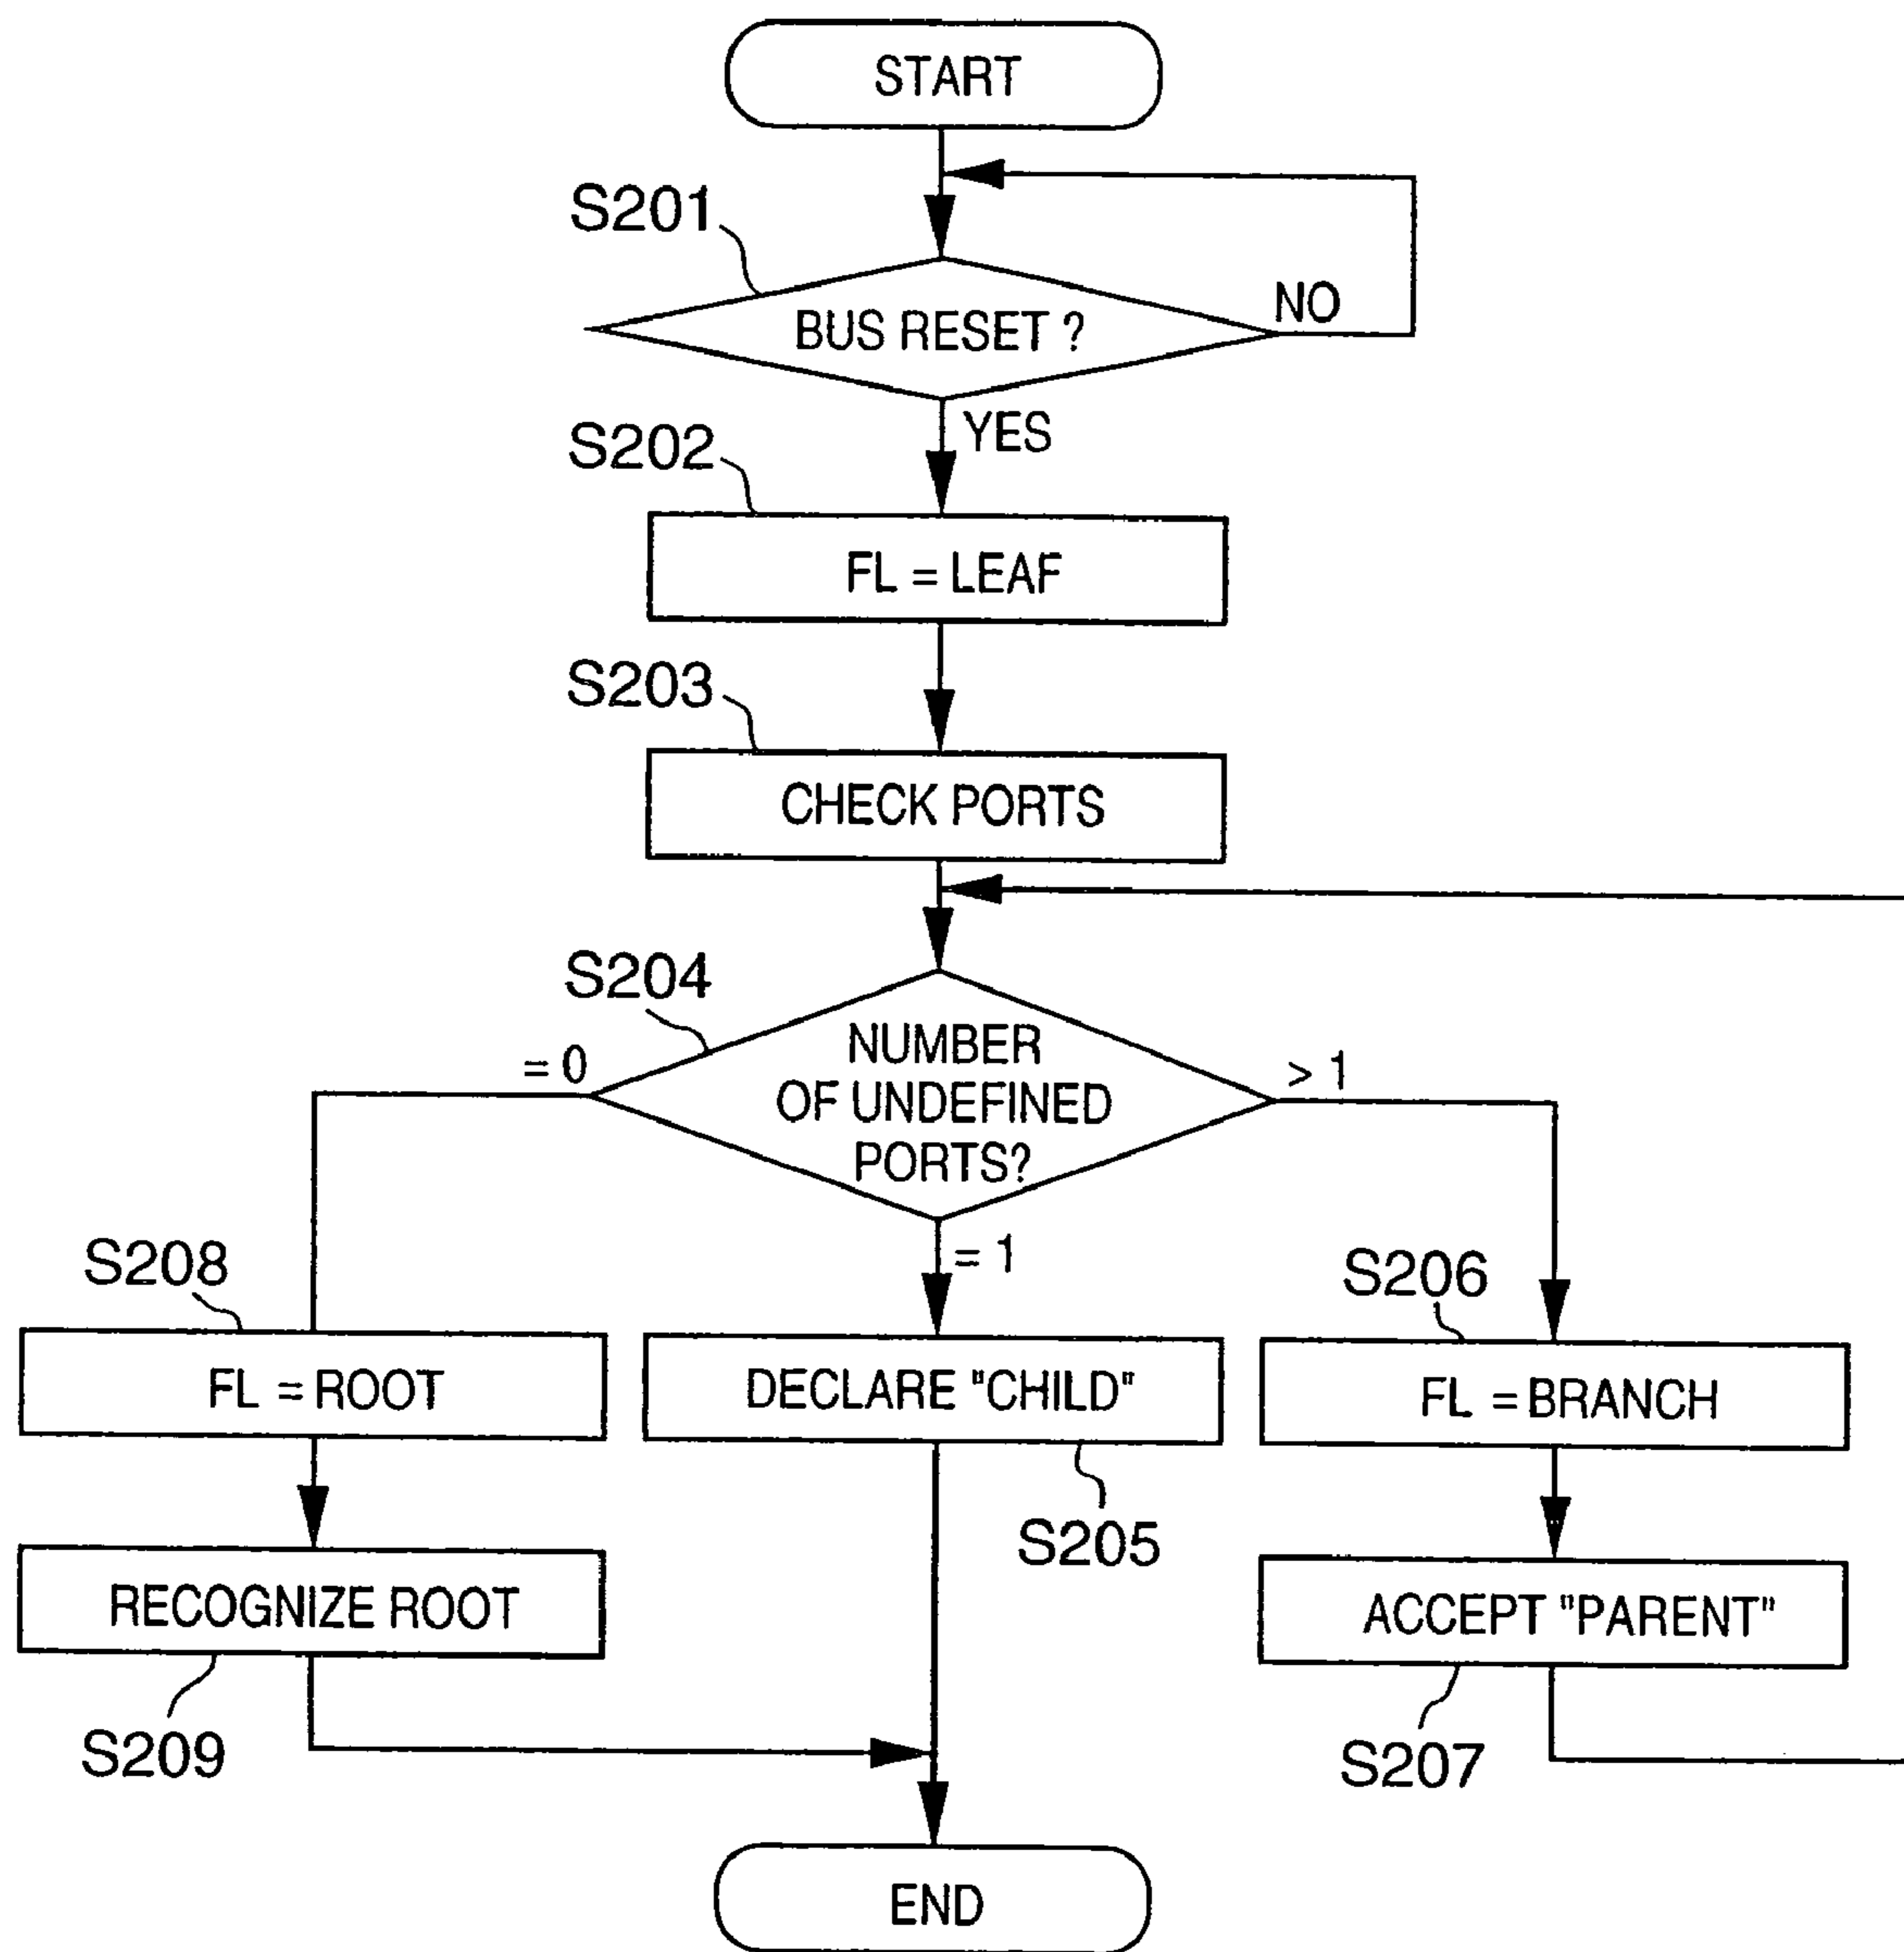 START
S201
BUS RESET ?
NO
YES
S202
FL = LEAF
S203
CHECK PORTS
S204
NUMBER
OF UNDEFINED
PORTS?
= 0
> 1
= 1
S208
S206
FL = ROOT
DECLARE "CHILD"
FL = BRANCH
S205
RECOGNIZE ROOT
ACCEPT "PARENT"
S209
S207
END